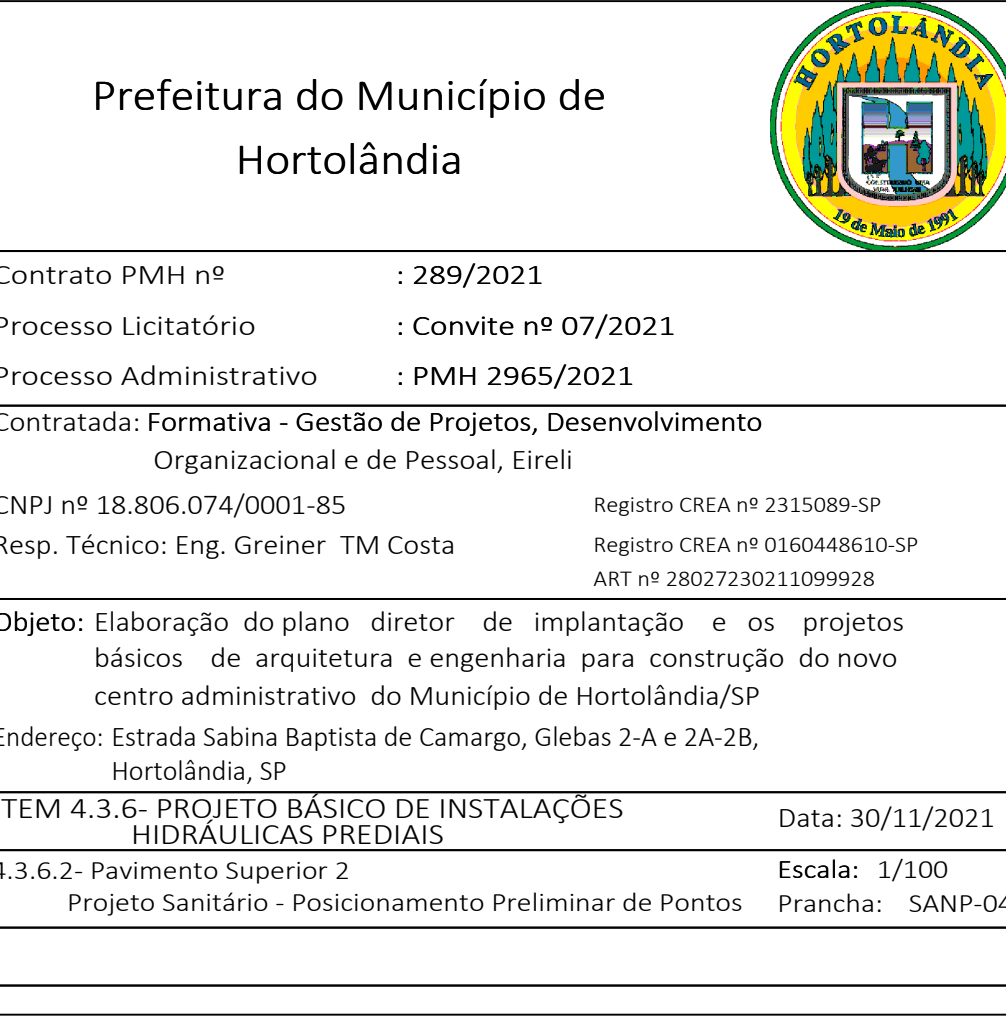 HORTOLÂNDIA
Prefeitura do Município de
Hortolândia
19 de Maio de 1991
Contrato PMH nº : 289/2021
Processo Licitatório : Convite nº 07/2021
Processo Administrativo : PMH 2965/2021
Contratada: Formativa - Gestão de Projetos, Desenvolvimento
Organizacional e de Pessoal, Eireli
CNPJ nº 18.806.074/0001-85 Registro CREA nº 2315089-SP
Resp. Técnico: Eng. Greiner TM Costa Registro CREA nº 0160448610-SP
ART nº 28027230211099928
Objeto: Elaboração do plano diretor de implantação e os projetos
básicos de arquitetura e engenharia para construção do novo
centro administrativo do Município de Hortolândia/SP
Endereço: Estrada Sabina Baptista de Camargo, Glebas 2-A e 2A-2B,
Hortolândia, SP
TEM 4.3.6- PROJETO BÁSICO DE INSTALAÇÕES
HIDRÁULICAS PREDIAIS
Data: 30/11/2021
4.3.6.2- Pavimento Superior 2 Escala: 1/100
Projeto Sanitário - Posicionamento Preliminar de Pontos Prancha: SANP-04